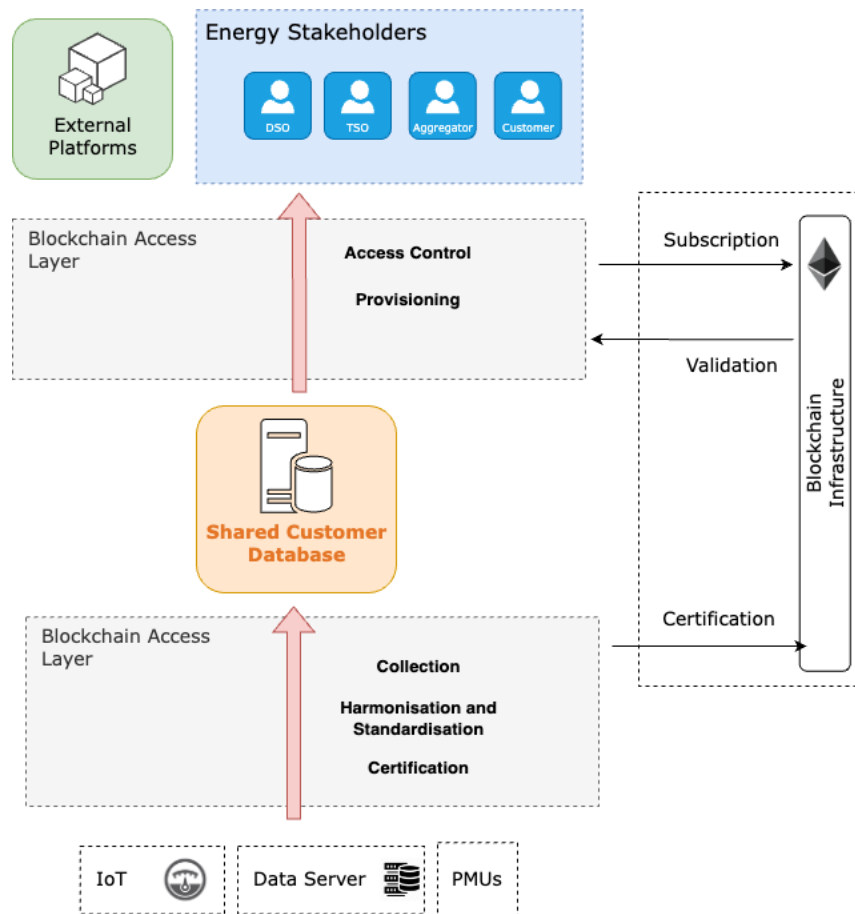 External
Platforms
Energy Stakeholders
DSO
TSO
Aggregator
Customer
Blockchain Access
Layer
Access Control
Provisioning
Subscription
Validation
Blockchain
Infrastructure
Shared Customer
Database
Blockchain Access
Layer
Collection
Harmonisation and
Standardisation
Certification
Certification
IoT
Data Server
PMUs